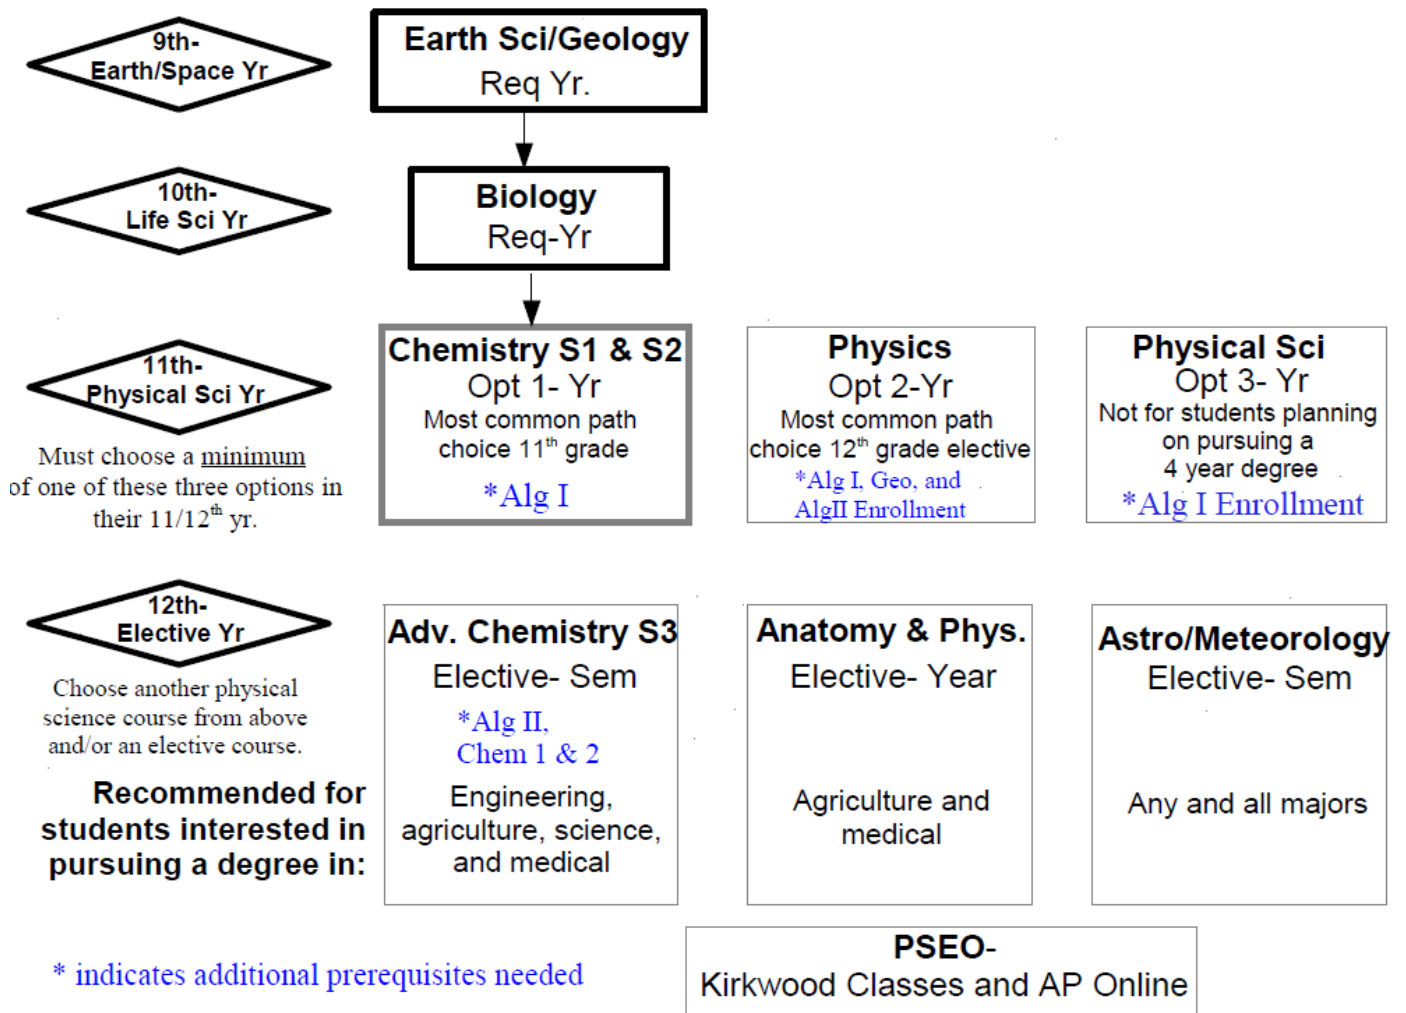 9th-
Earth/Space Yr
Earth Sci/Geology
Req Yr.
10th-
Life Sci Yr
Biology
Req-Yr
11th-
Physical Sci Yr
Must choose a minimum
of one of these three options in
their 11/12th yr.
Chemistry S1 & S2
Opt 1- Yr
Most common path
choice 11th grade
*Alg I
Physics
Opt 2-Yr
Most common path
choice 12th grade elective
*Alg I, Geo, and
AlgII Enrollment
Physical Sci
Opt 3- Yr
Not for students planning
on pursuing a
4 year degree
*Alg I Enrollment
12th-
Elective Yr
Choose another physical
science course from above
and/or an elective course.
Recommended for
students interested in
pursuing a degree in:
Adv. Chemistry S3
Elective- Sem
*Alg II,
Chem 1 & 2
Engineering,
agriculture, science,
and medical
Anatomy & Phys.
Elective- Year
Agriculture and
medical
Astro/Meteorology
Elective- Sem
Any and all majors
* indicates additional prerequisites needed
PSEO-
Kirkwood Classes and AP Online